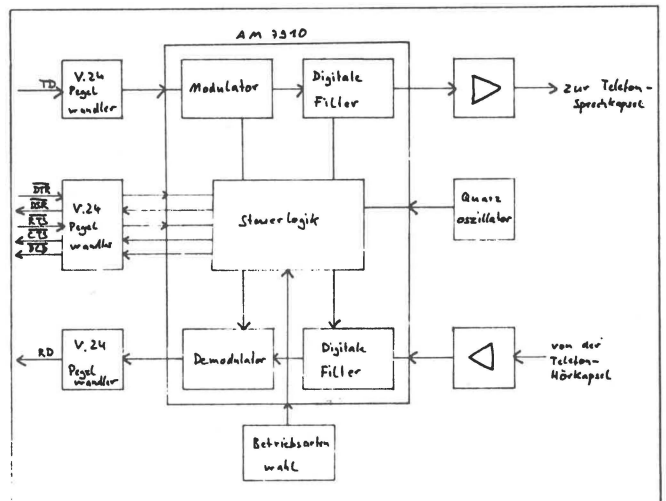 AM 7910
TD
V.24
Pegel
wandler
Modulator
Digitale
Filter
zur Telefon-
Sprechkapsel
DTR
DSR
RTS
CTS
DCD
V.24
Pegel
wandler
Steuerlogik
Quarz
oszillator
RD
V.24
Pegel
wandler
Demodulator
Digitale
Filter
von der
Telefon-
Hörkapsel
Betriebsarten
wahl